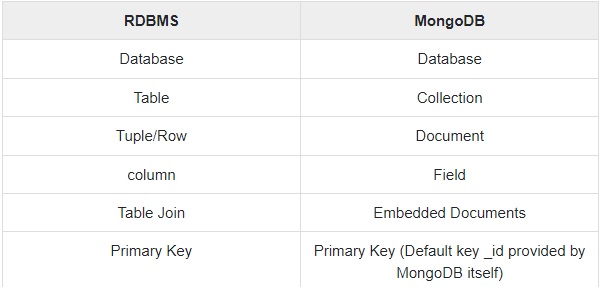 RDBMS MongoDB
Database Database
Table Collection
Tuple/Row Document
column Field
Table Join Embedded Documents
Primary Key Primary Key (Default key _id provided by
MongoDB itself)